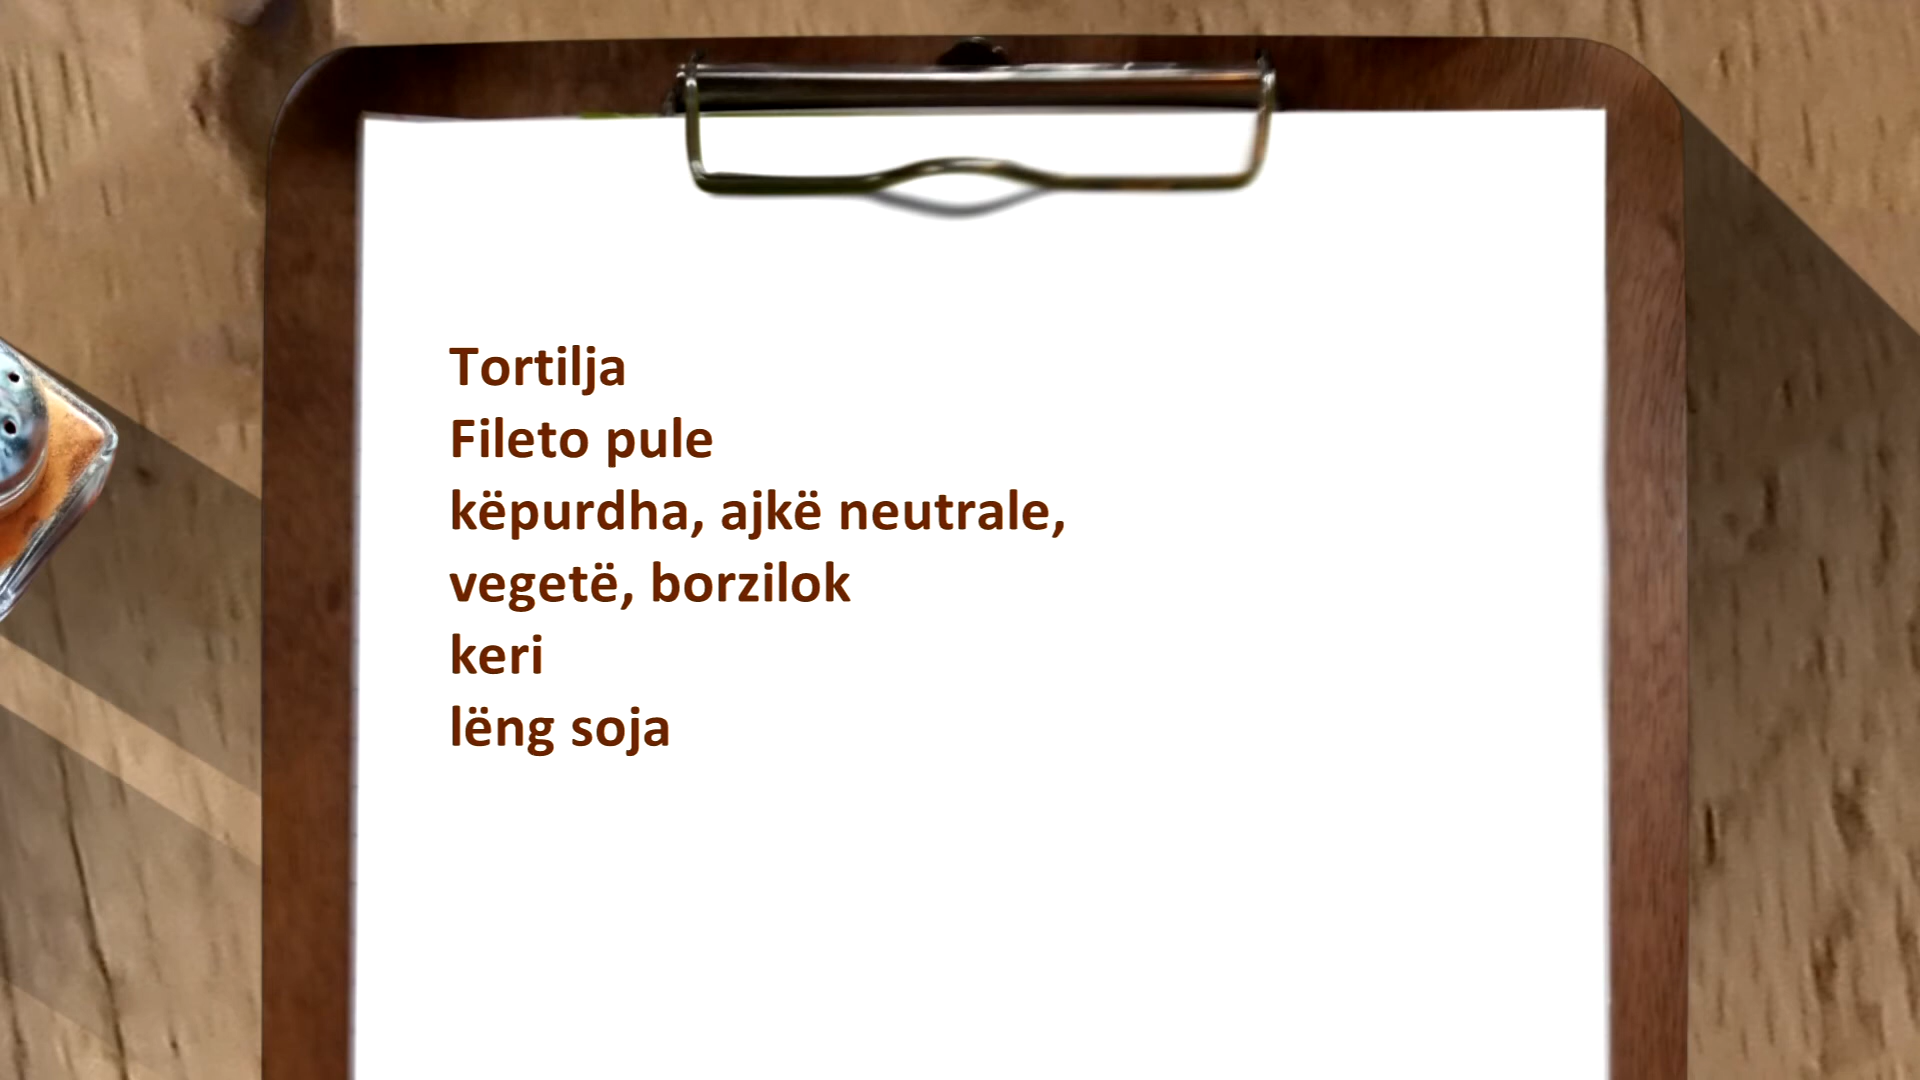 Tortilja
Fileto pule
këpurdha, ajkë neutrale,
vegetë, borzilok
keri
lëng soja